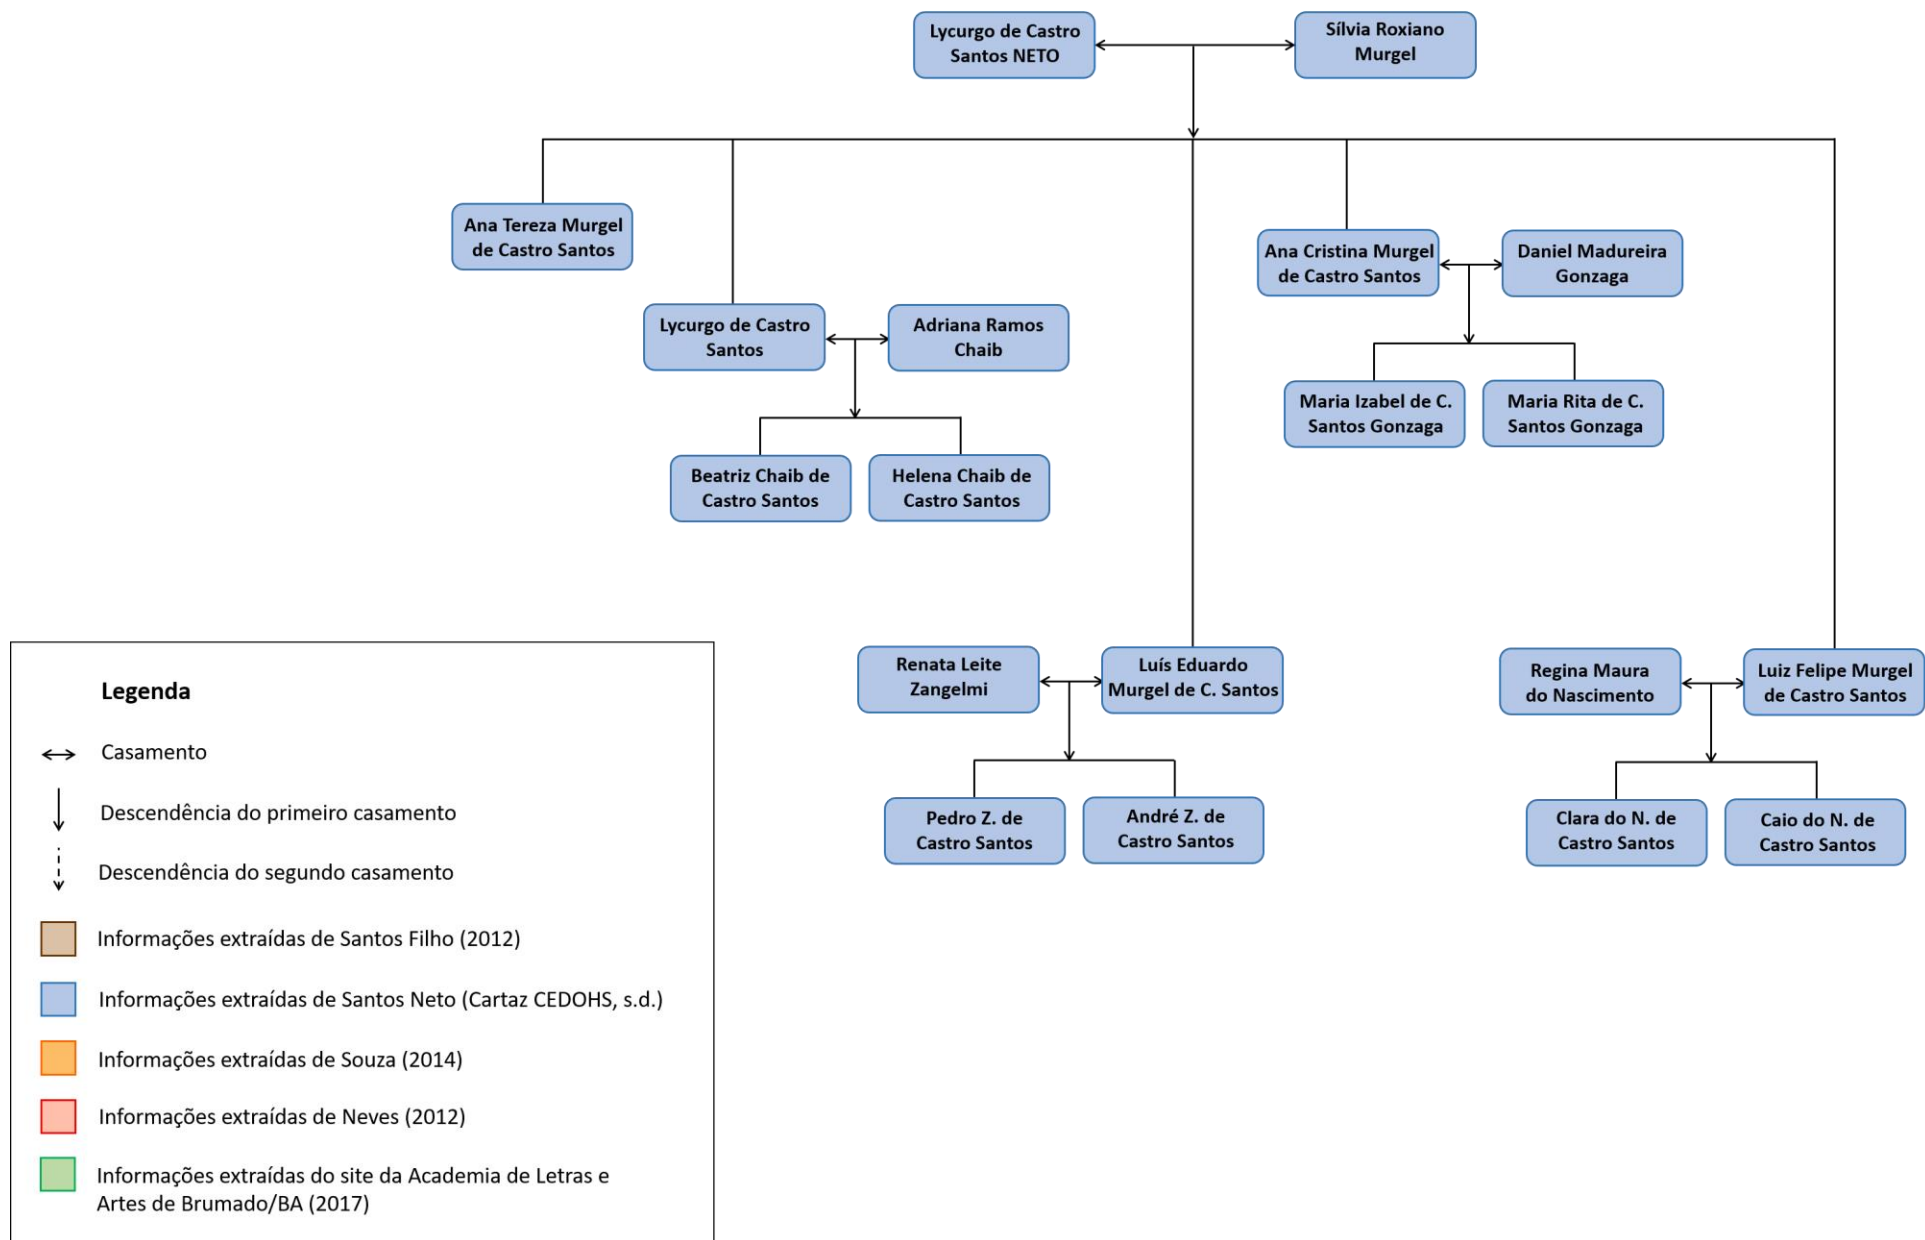 Lycurgo de Castro
Santos NETO
Sílvia Roxiano
Murgel
Ana Tereza Murgel
de Castro Santos
Ana Cristina Murgel
de Castro Santos
Daniel Madureira
Gonzaga
Lycurgo de Castro
Santos
Adriana Ramos
Chaib
Maria Izabel de C.
Santos Gonzaga
Maria Rita de C.
Santos Gonzaga
Beatriz Chaib de
Castro Santos
Helena Chaib de
Castro Santos
Renata Leite
Zangelmi
Luís Eduardo
Murgel de C. Santos
Regina Maura
do Nascimento
Luiz Felipe Murgel
de Castro Santos
Pedro Z. de
Castro Santos
André Z. de
Castro Santos
Clara do N. de
Castro Santos
Caio do N. de
Castro Santos
Legenda
Casamento
Descendência do primeiro casamento
Descendência do segundo casamento
Informações extraídas de Santos Filho (2012)
Informações extraídas de Santos Neto (Cartaz CEDOHS, s.d.)
Informações extraídas de Souza (2014)
Informações extraídas de Neves (2012)
Informações extraídas do site da Academia de Letras e
Artes de Brumado/BA (2017)